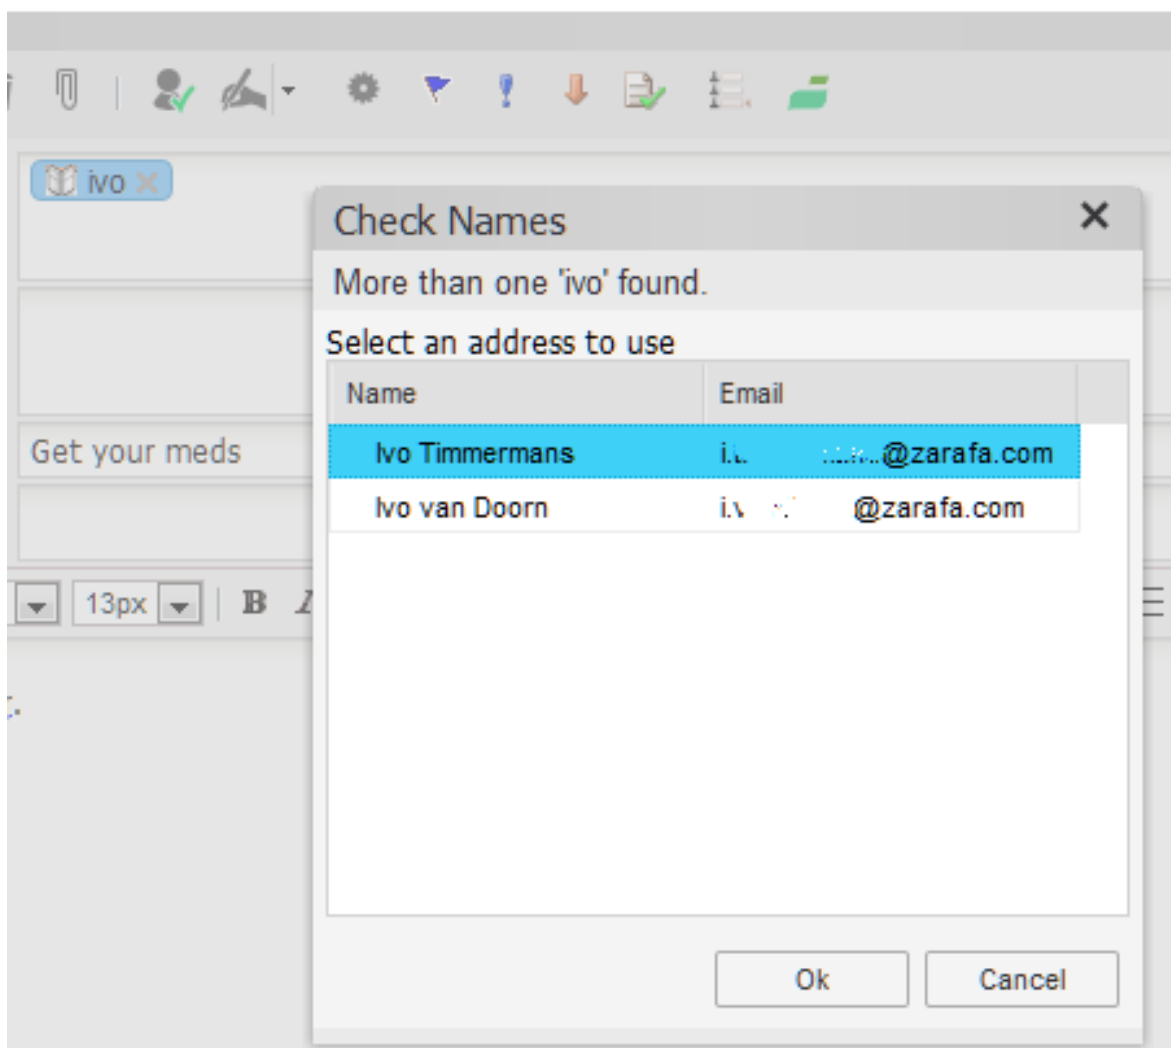 ivo
Check Names
More than one 'ivo' found.
Select an address to use
Name Email
Get your meds
Ivo Timmermans @zarafa.com
Ivo van Doorn @zarafa.com
13px B I
Ok Cancel